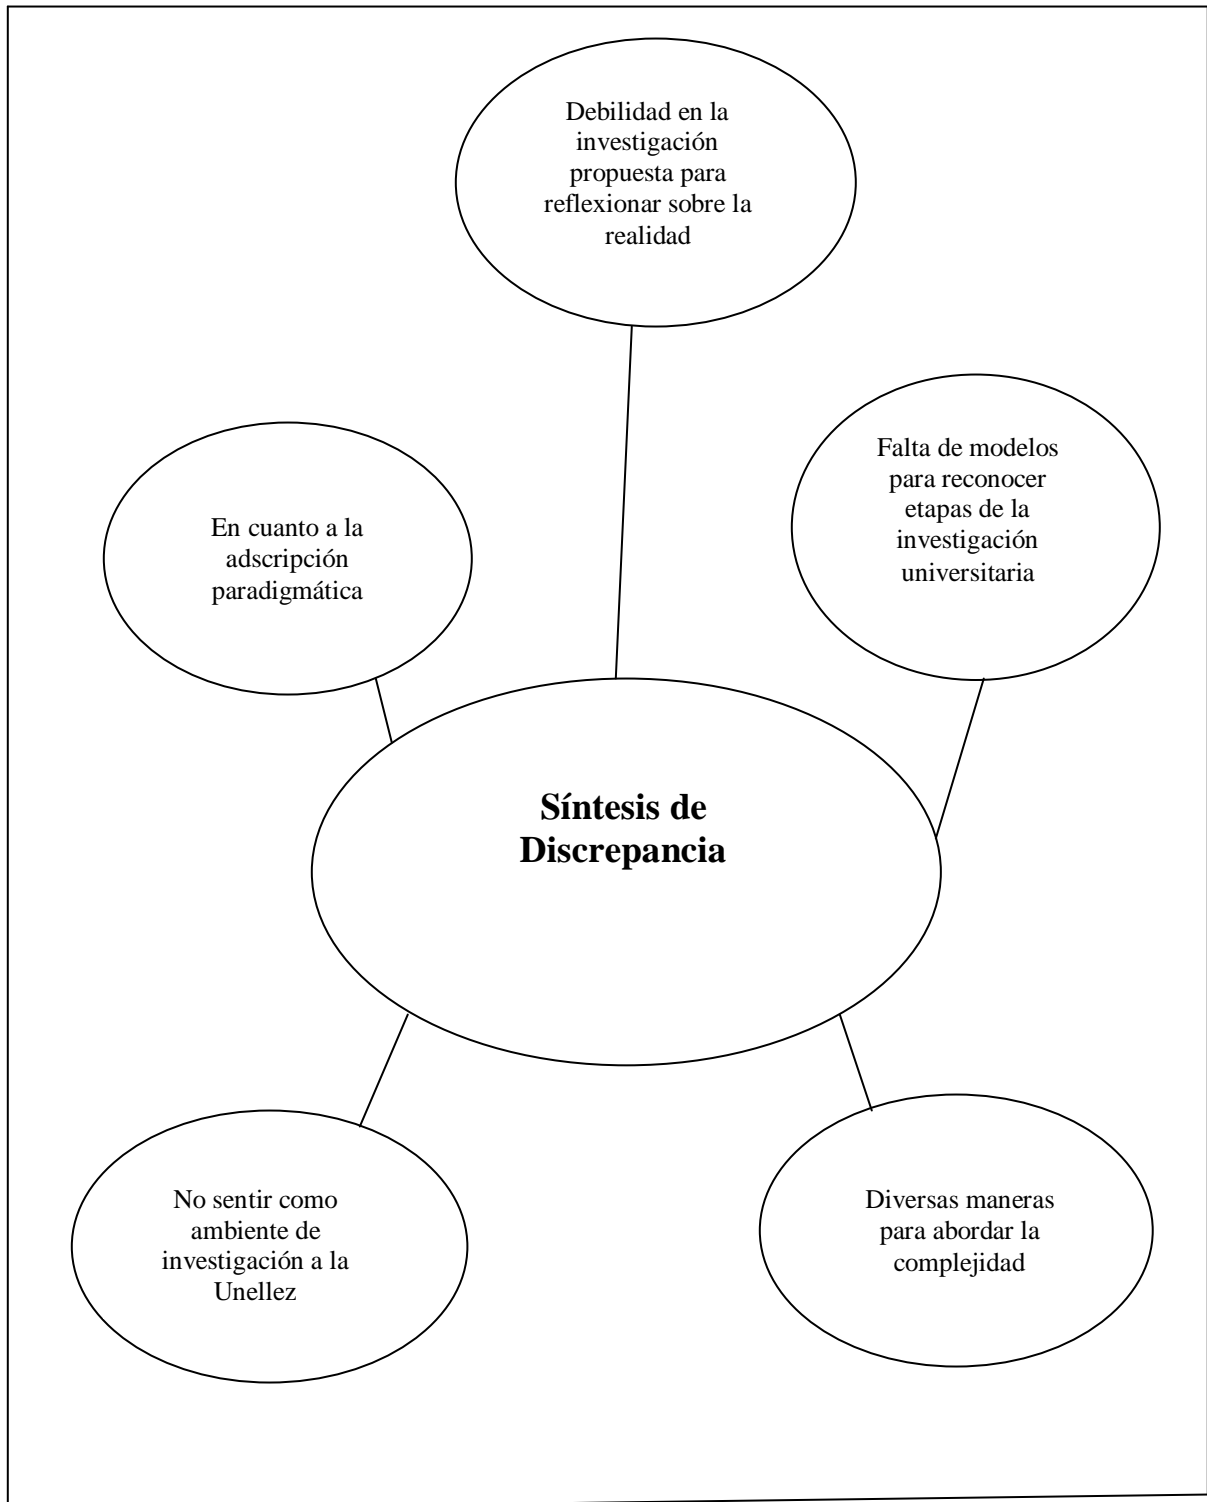 Debilidad en la
investigación
propuesta para
reflexionar sobre la
realidad
Falta de modelos
para reconocer
etapas de la
investigación
universitaria
En cuanto a la
adscripción
paradigmática
Síntesis de
Discrepancia
No sentir como
ambiente de
investigación a la
Unellez
Diversas maneras
para abordar la
complejidad